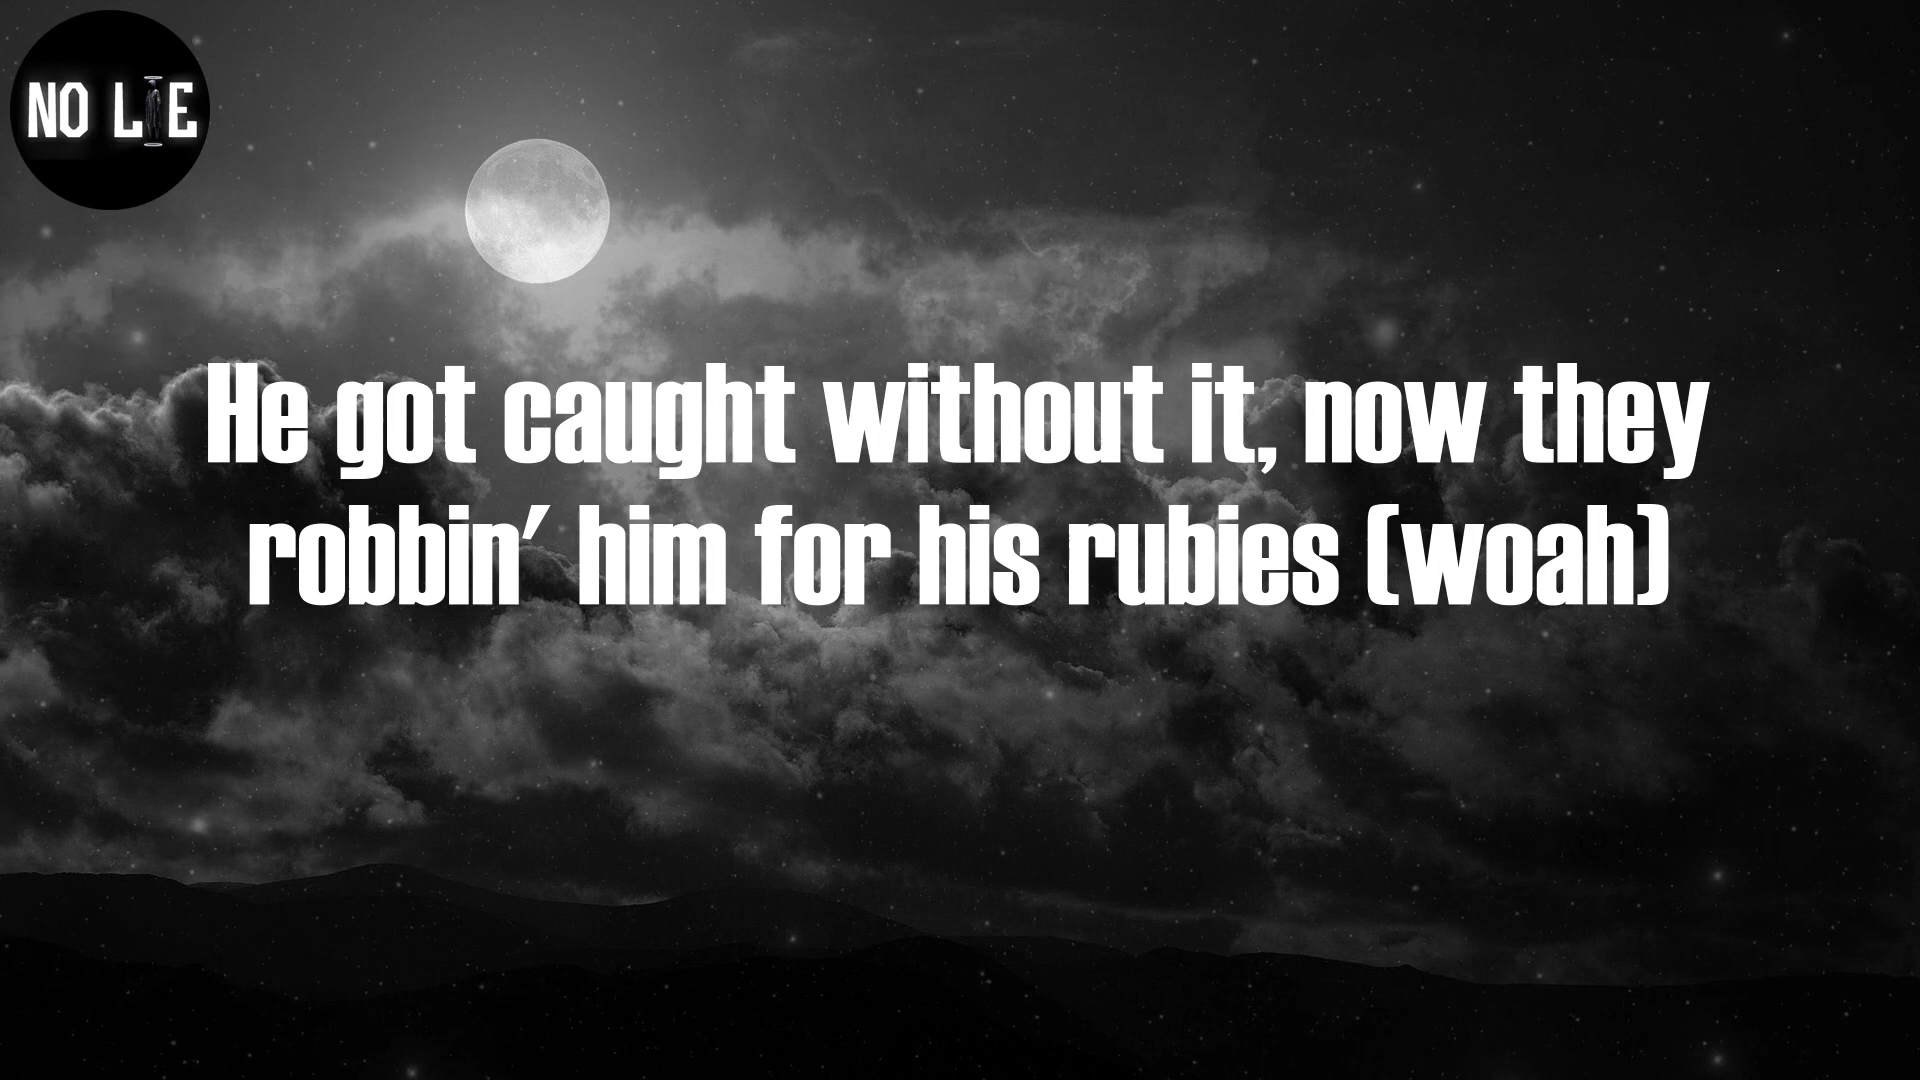 NO LIE
He got caught without it, now they
robbin' him for his rubies (woah)